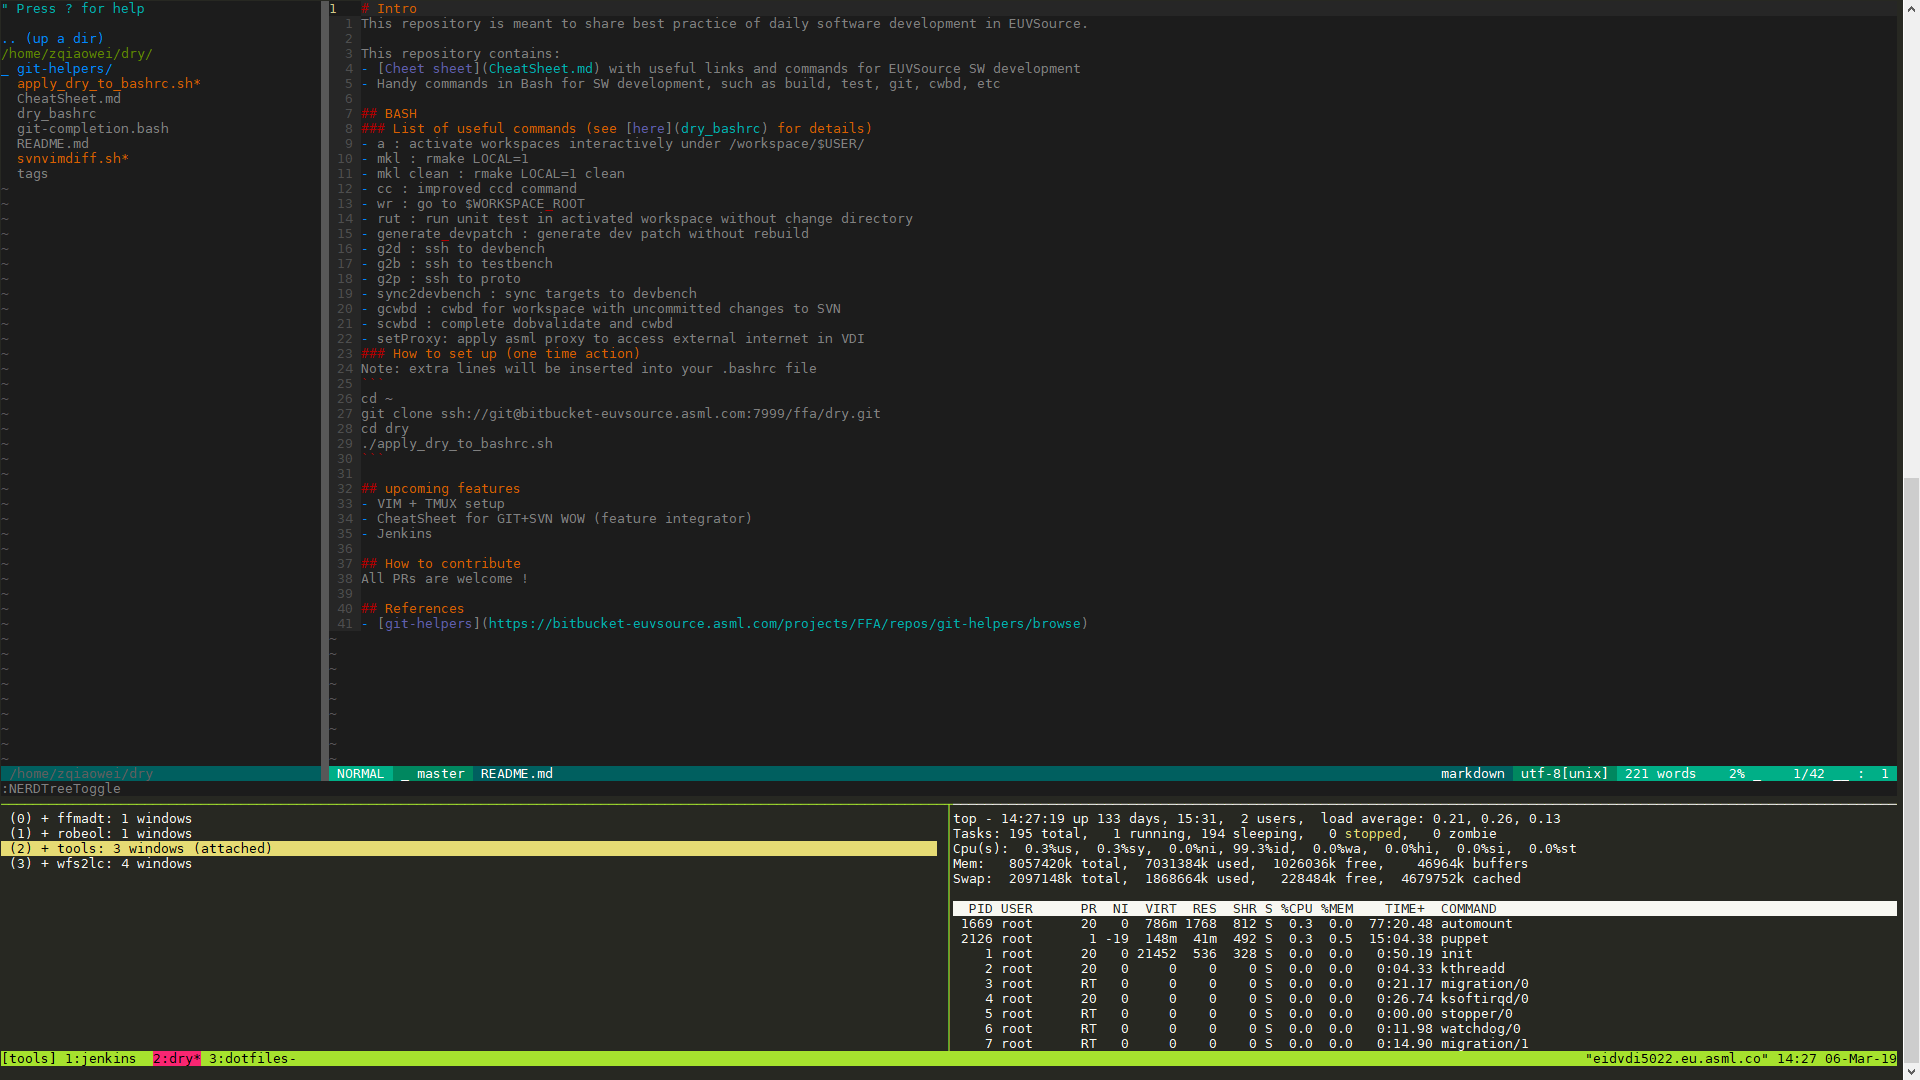 " Press ? for help
.. (up a dir)
/home/zqiaowei/dry/
_ git-helpers/
apply_dry_to_bashrc.sh*
CheatSheet.md
dry_bashrc
git-completion.bash
README.md
svnvimdiff.sh*
tags
1 # Intro
1 This repository is meant to share best practice of daily software development in EUVSource.
2
3 This repository contains:
4 - [Cheet sheet](CheatSheet.md) with useful links and commands for EUVSource SW development
5 - Handy commands in Bash for SW development, such as build, test, git, cwbd, etc
6
7 ## BASH
8 ### List of useful commands (see [here](dry_bashrc) for details)
9 - a : activate workspaces interactively under /workspace/$USER/
10 - mkl : rmake LOCAL=1
11 - mkl clean : rmake LOCAL=1 clean
12 - cc : improved ccd command
13 - wr : go to $WORKSPACE_ROOT
14 - rut : run unit test in activated workspace without change directory
15 - generate_devpatch : generate dev patch without rebuild
16 - g2d : ssh to devbench
17 - g2b : ssh to testbench
18 - g2p : ssh to proto
19 - sync2devbench : sync targets to devbench
20 - gcwbd : cwbd for workspace with uncommitted changes to SVN
21 - scwbd : complete dobvalidate and cwbd
22 - setProxy: apply asml proxy to access external internet in VDI
23 ### How to set up (one time action)
24 Note: extra lines will be inserted into your .bashrc file
25 ```
26 cd ~
27 git clone ssh://git@bitbucket-euvsource.asml.com:7999/ffa/dry.git
28 cd dry
29 ./apply_dry_to_bashrc.sh
30 ```
31
32 ## upcoming features
33 - VIM + TMUX setup
34 - CheatSheet for GIT+SVN WOW (feature integrator)
35 - Jenkins
36
37 ## How to contribute
38 All PRs are welcome !
39
40 ## References
41 - [git-helpers](https://bitbucket-euvsource.asml.com/projects/FFA/repos/git-helpers/browse)
/home/zqiaowei/dry
NORMAL _ master README.md markdown utf-8[unix] 221 words 2% _ 1/42 __ : 1
:NERDTreeToggle
(0) + ffmadt: 1 windows
(1) + robeol: 1 windows
(2) + tools: 3 windows (attached)
(3) + wfs2lc: 4 windows
top - 14:27:19 up 133 days, 15:31, 2 users, load average: 0.21, 0.26, 0.13
Tasks: 195 total, 1 running, 194 sleeping, 0 stopped, 0 zombie
Cpu(s): 0.3%us, 0.3%sy, 0.0%ni, 99.3%id, 0.0%wa, 0.0%hi, 0.0%si, 0.0%st
Mem: 8057420k total, 7031384k used, 1026036k free, 46964k buffers
Swap: 2097148k total, 1868664k used, 228484k free, 4679752k cached
PID USER PR NI VIRT RES SHR S %CPU %MEM TIME+ COMMAND
1669 root 20 0 786m 1768 812 S 0.3 0.0 77:20.48 automount
2126 root 1 -19 148m 41m 492 S 0.3 0.5 15:04.38 puppet
1 root 20 0 21452 536 328 S 0.0 0.0 0:50.19 init
2 root 20 0 0 0 0 S 0.0 0.0 0:04.33 kthreadd
3 root RT 0 0 0 0 S 0.0 0.0 0:21.17 migration/0
4 root 20 0 0 0 0 S 0.0 0.0 0:26.74 ksoftirqd/0
5 root RT 0 0 0 0 S 0.0 0.0 0:00.00 stopper/0
6 root RT 0 0 0 0 S 0.0 0.0 0:11.98 watchdog/0
7 root RT 0 0 0 0 S 0.0 0.0 0:14.90 migration/1
[tools] 1:jenkins 2:dry* 3:dotfiles- "eidvdi5022.eu.asml.co" 14:27 06-Mar-19